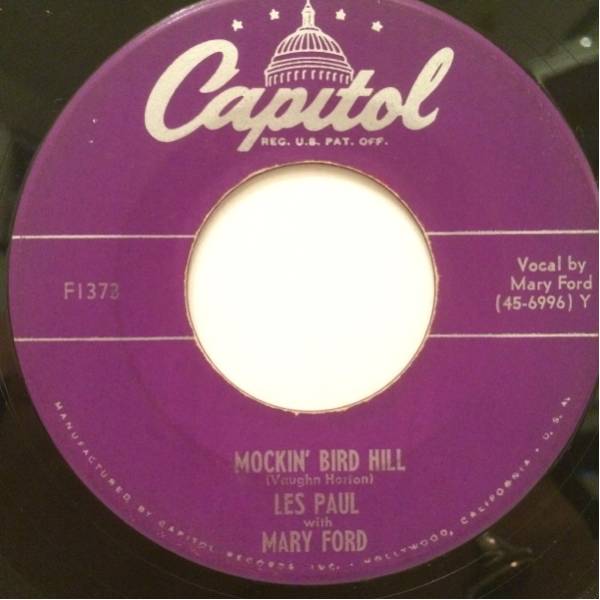 Capitol
REG. U.S. PAT. OFF.
F1373
Vocal by
Mary Ford
(45-6996) Y
MOCKIN' BIRD HILL
(Vaughn Horton)
LES PAUL
with
MARY FORD
MANUFACTURED BY CAPITOL RECORDS INC. · HOLLYWOOD, CALIFORNIA · U. S. A.